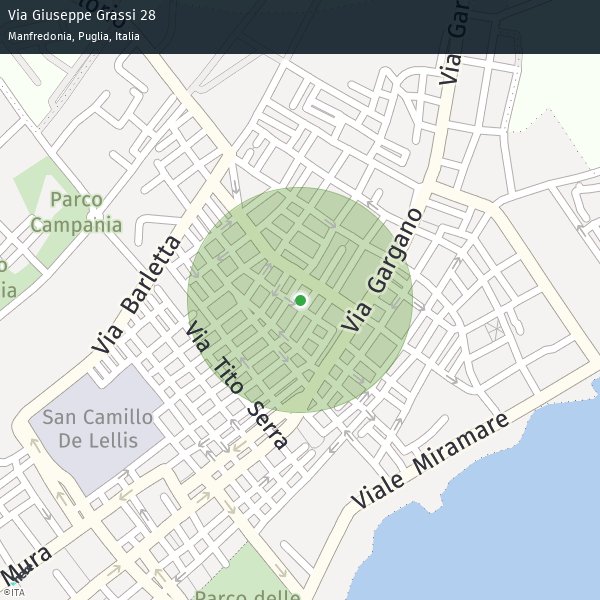 Via Giuseppe Grassi 28
Manfredonia, Puglia, Italia
Via Gar
Parco
Campania
Via Barletta
Via Gargano
Via Tito Serra
San Camillo
De Lellis
Viale Miramare
Mura
Parco delle
©ITA